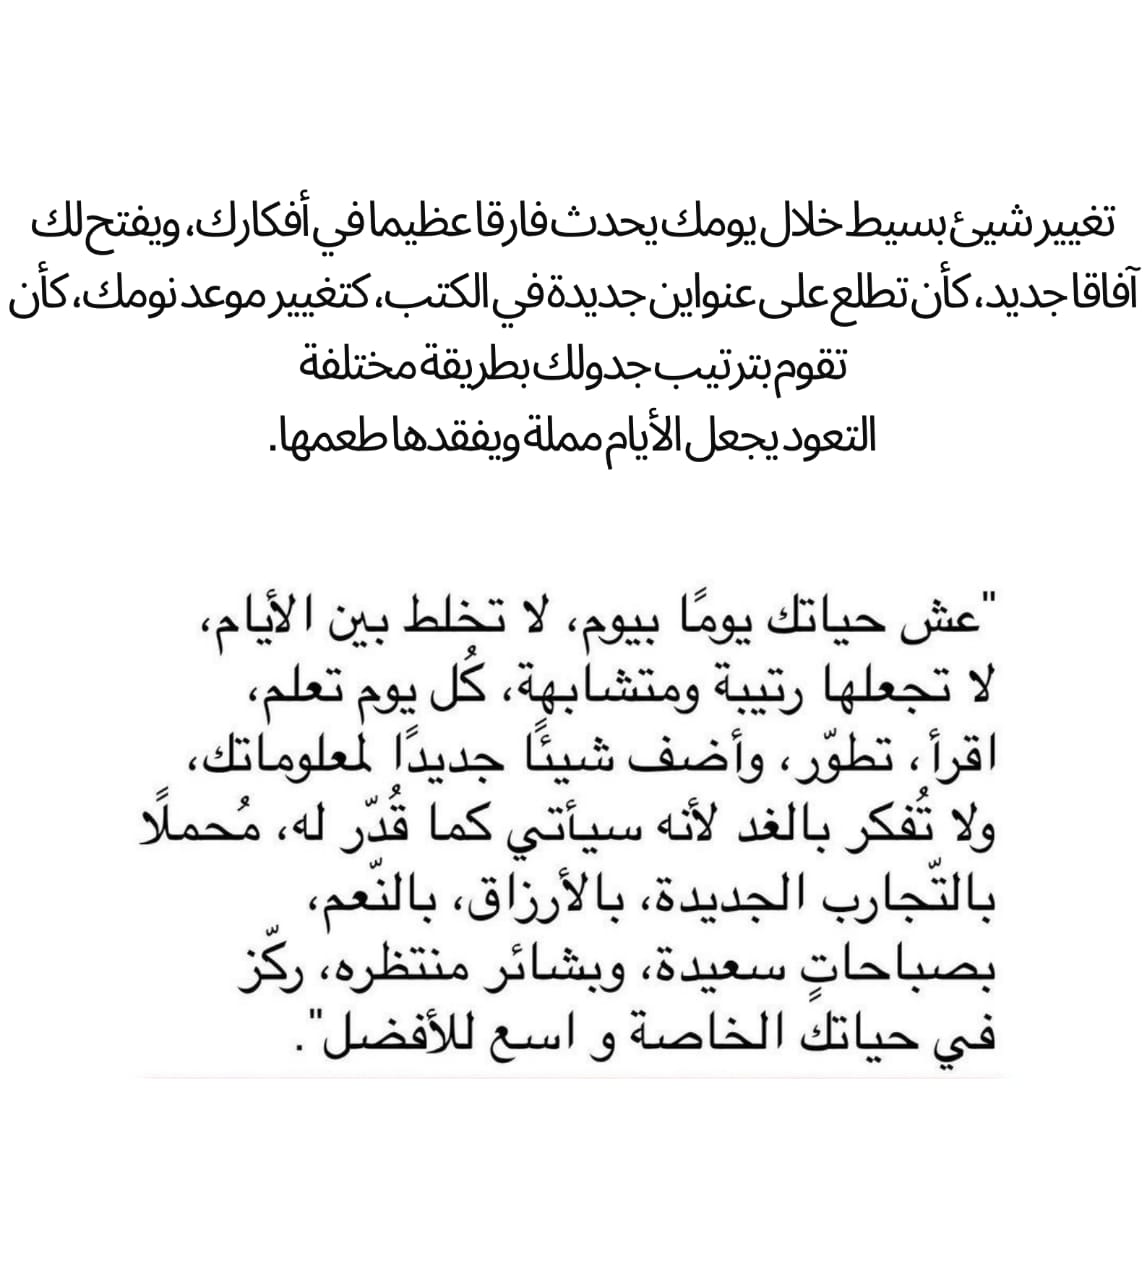 تغيير شيئ بسيط خلال يومك يحدث فارقا عظيما في أفكارك، ويفتح لك
آفاقا جديد، كأن تطلع على عنواين جديدة في الكتب، كتغيير موعد نومك، كأن
تقوم بترتيب جدولك بطريقة مختلفة
التعود يجعل الأيام مملة ويفقدها طعمها.
"عش حياتك يومًا بيوم، لا تخلط بين الأيام،
لا تجعلها رتيبة ومتشابهة، كُل يوم تعلم،
اقرأ، تطوّر، وأضف شيئًا جديدًا لمعلوماتك،
ولا تُفكر بالغد لأنه سيأتي كما قُدّر له، مُحملًا
بالتّجارب الجديدة، بالأرزاق، بالنّعم،
بصباحاتٍ سعيدة، وبشائر منتظره، ركّز
في حياتك الخاصة و اسع للأفضل".